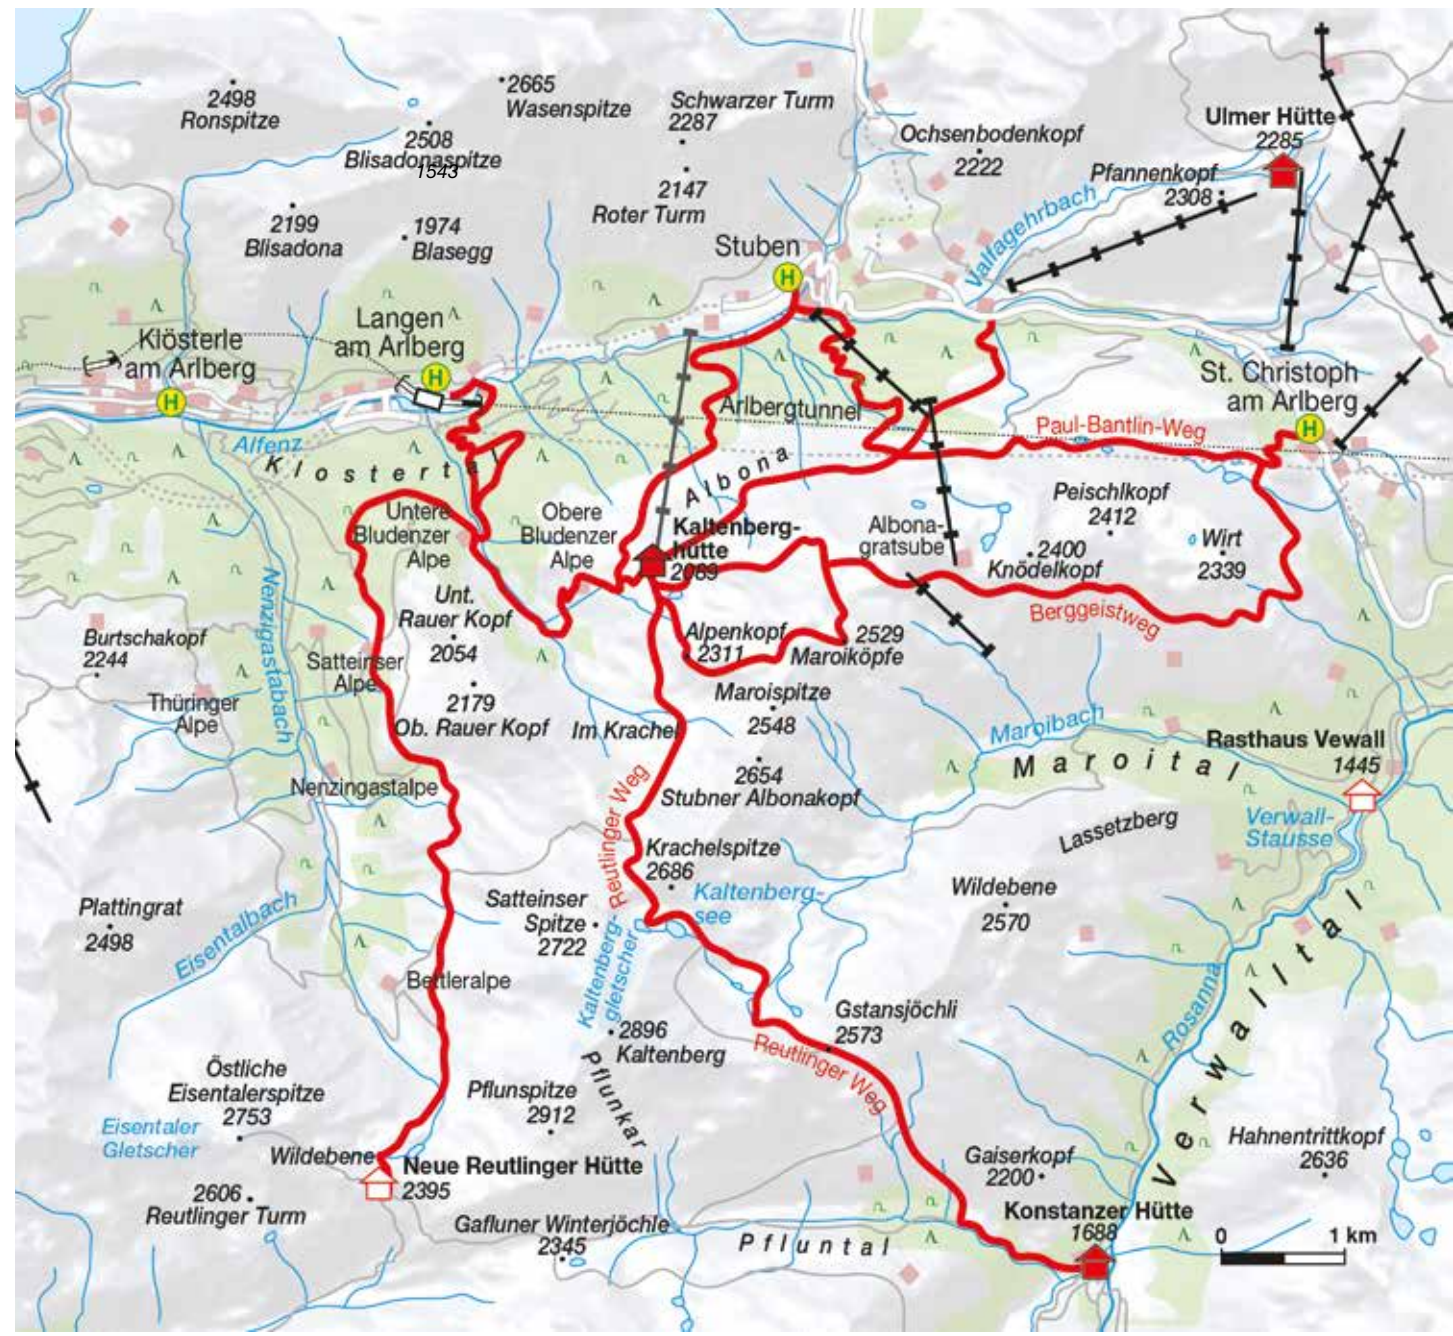 2665
Wasenspitze
2498
Ronspitze
Schwarzer Turm
2287
Ulmer Hütte
2285
2508
Blisadonaspitze
1543
Ochsenbodenkopf
2222
Pfannenkopf
2308
2147
Roter Turm
2199
Blisadona
1974
Blasegg
Valfagehrbach
Stuben
H
Langen
am Arlberg
H
Klösterle
am Arlberg
H
St. Christoph
am Arlberg
H
Arlbergtunnel
Paul-Bantlin-Weg
Alfenz
Klostertal
Albona
Peischlkopf
2412
Untere
Bludenzer
Alpe
Obere
Bludenzer
Alpe
Kaltenberg-
hütte
2089
Albona-
gratsube
2400
Knödelkopf
Wirt
2339
Berggeistweg
Nenzigastabach
Unt.
Rauer Kopf
2054
Alpenkopf
2311
2529
Maroiköpfe
Burtschakopf
2244
Satteinser
Alpe
Thüringer
Alpe
2179
Ob. Rauer Kopf
Im Krachel
Maroispitze
2548
Maroibach
Maroital
Rasthaus Vewall
1445
2654
Stubner Albonakopf
Nenzingastalpe
Reutlinger Weg
Lassetzberg
Verwall-
Stausse
Krachelspitze
2686
Kaltenberg-
see
Wildebene
2570
Plattingrat
2498
Satteinser
Spitze
2722
Eisentalbach
Kaltenberg-
gletscher
Bettleralpe
Rosanna
Verwalltal
Gstansjöchli
2573
2896
Kaltenberg
Reutlinger Weg
Pflunkar
Östliche
Eisentalerspitze
2753
Pflunspitze
2912
Eisentaler
Gletscher
Wildebene
Neue Reutlinger Hütte
2395
Hahnentrittkopf
2636
Gaiserkopf
2200
2606
Reutlinger Turm
Konstanzer Hütte
1688
Gafluner Winterjöchle
2345
Pfluntal
0 1 km